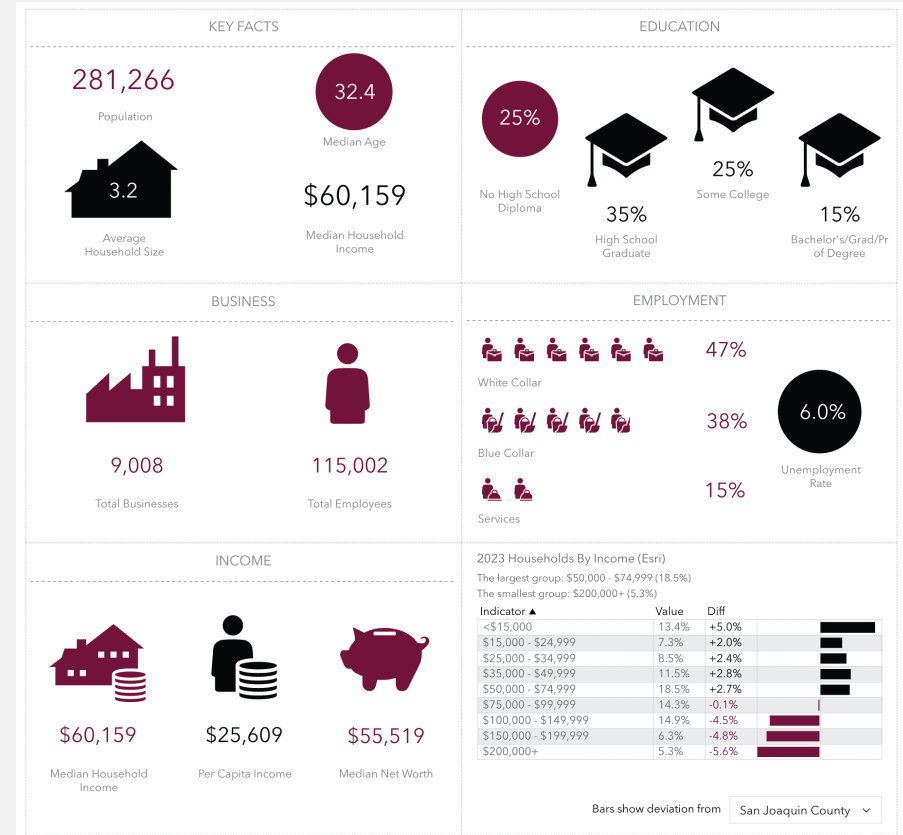 KEY FACTS
281,266
Population
32.4
Median Age
3.2
Average
Household Size
$60,159
Median Household
Income
EDUCATION
25%
No High School
Diploma
35%
High School
Graduate
25%
Some College
15%
Bachelor's/Grad/Pr
of Degree
BUSINESS
9,008
Total Businesses
115,002
Total Employees
EMPLOYMENT
47%
White Collar
38%
Blue Collar
15%
Services
6.0%
Unemployment
Rate
INCOME
$60,159
Median Household
Income
$25,609
Per Capita Income
$55,519
Median Net Worth
2023 Households By Income (Esri)
The largest group: $50,000 - $74,999 (18.5%)
The smallest group: $200,000+ (5.3%)
Indicator ▲ Value Diff
<$15,000 13.4% +5.0%
$15,000 - $24,999 7.3% +2.0%
$25,000 - $34,999 8.5% +2.4%
$35,000 - $49,999 11.5% +2.8%
$50,000 - $74,999 18.5% +2.7%
$75,000 - $99,999 14.3% -0.1%
$100,000 - $149,999 14.9% -4.5%
$150,000 - $199,999 6.3% -4.8%
$200,000+ 5.3% -5.6%
Bars show deviation from San Joaquin County